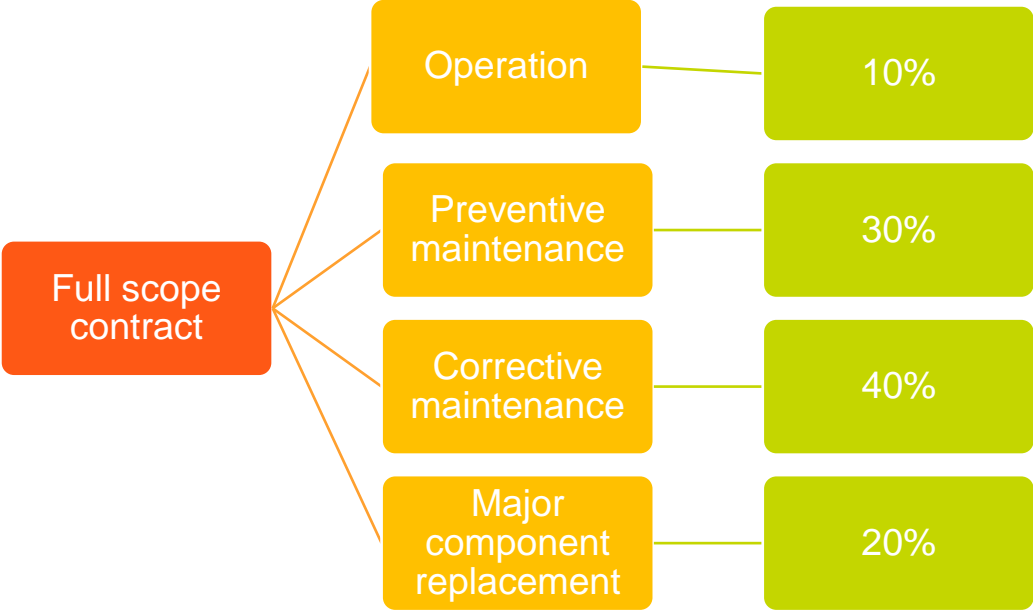 Full scope
contract
Operation
10%
Preventive
maintenance
30%
Corrective
maintenance
40%
Major
component
replacement
20%